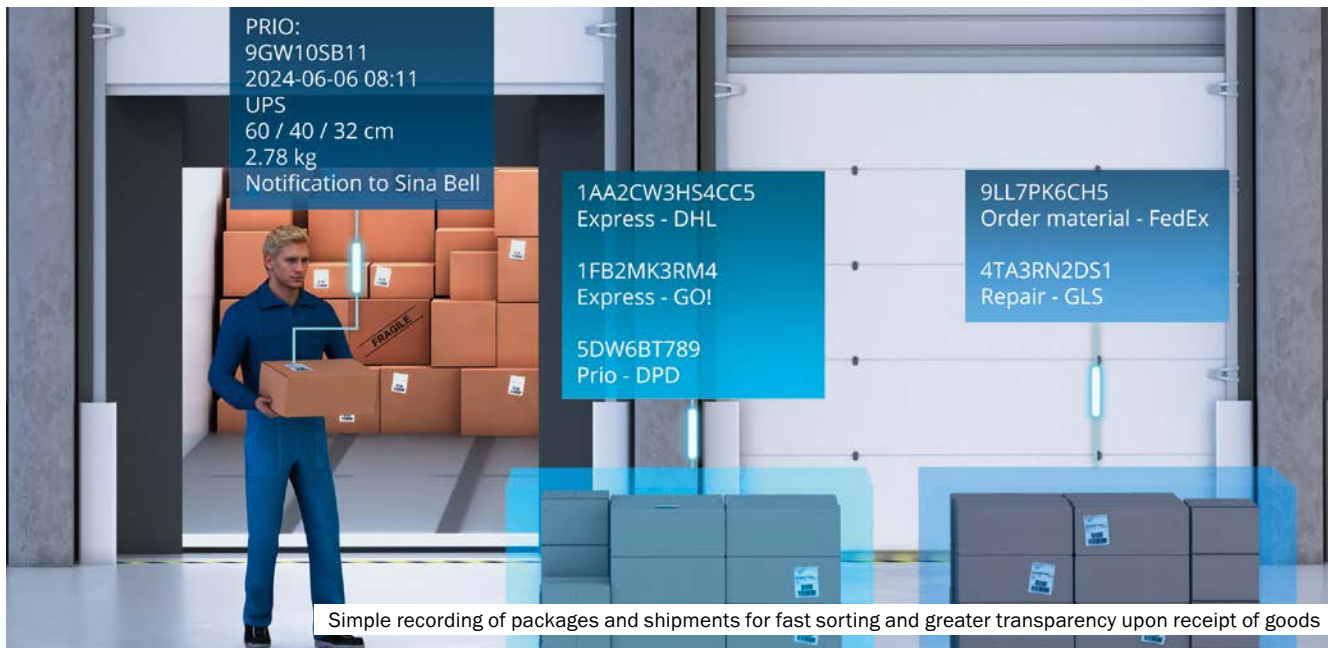 PRIO:
9GW10SB11
2024-06-06 08:11
UPS
60 / 40 / 32 cm
2.78 kg
Notification to Sina Bell
1AA2CW3HS4CC5
Express - DHL
1FB2MK3RM4
Express - GO!
5DW6BT789
Prio - DPD
9LL7PK6CH5
Order material - FedEx
4TA3RN2DS1
Repair - GLS
FRAGILE
Simple recording of packages and shipments for fast sorting and greater transparency upon receipt of goods